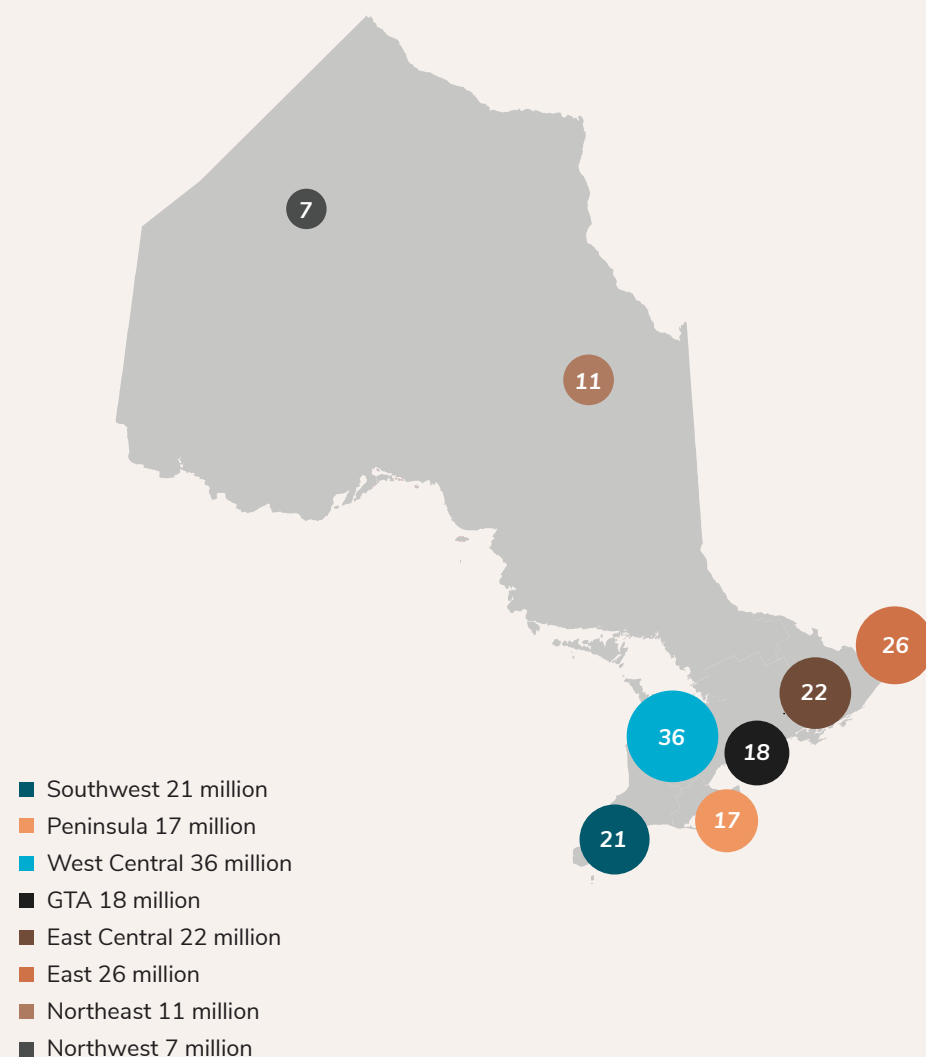 7
11
26
22
36
18
17
21
Southwest 21 million
Peninsula 17 million
West Central 36 million
GTA 18 million
East Central 22 million
East 26 million
Northeast 11 million
Northwest 7 million